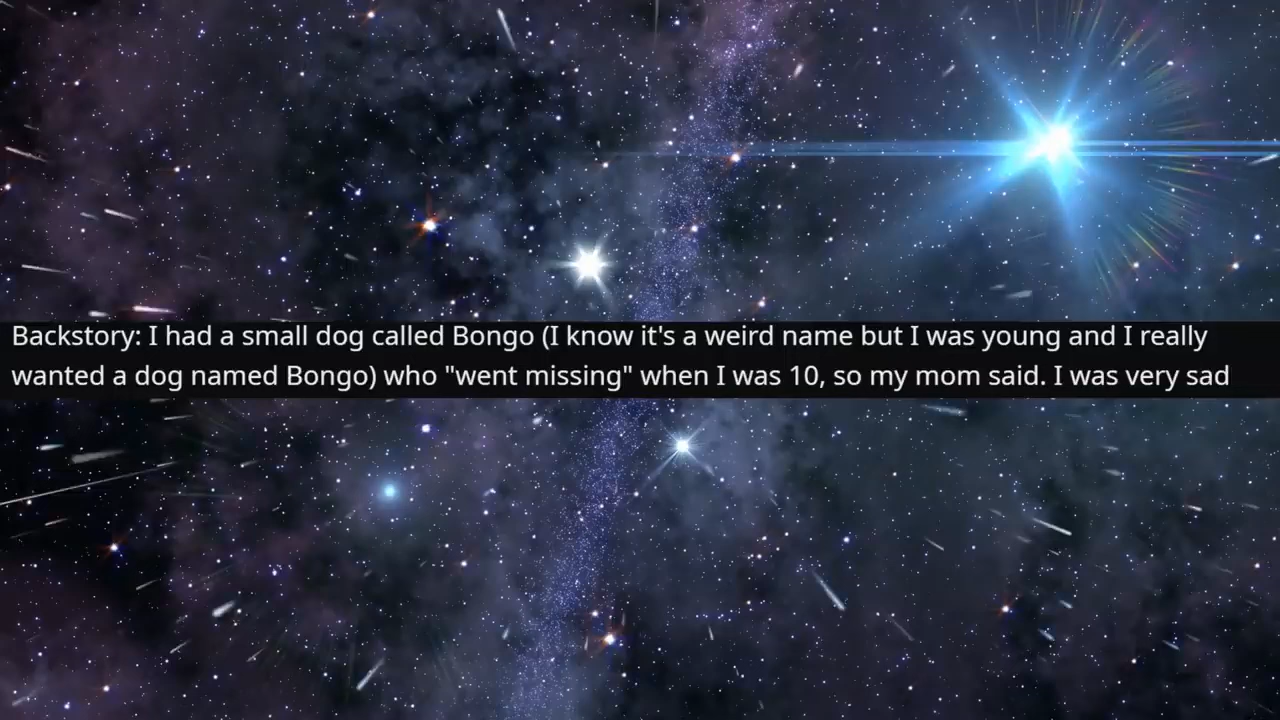 Backstory: I had a small dog called Bongo (I know it's a weird name but I was young and I really
wanted a dog named Bongo) who "went missing" when I was 10, so my mom said. I was very sad